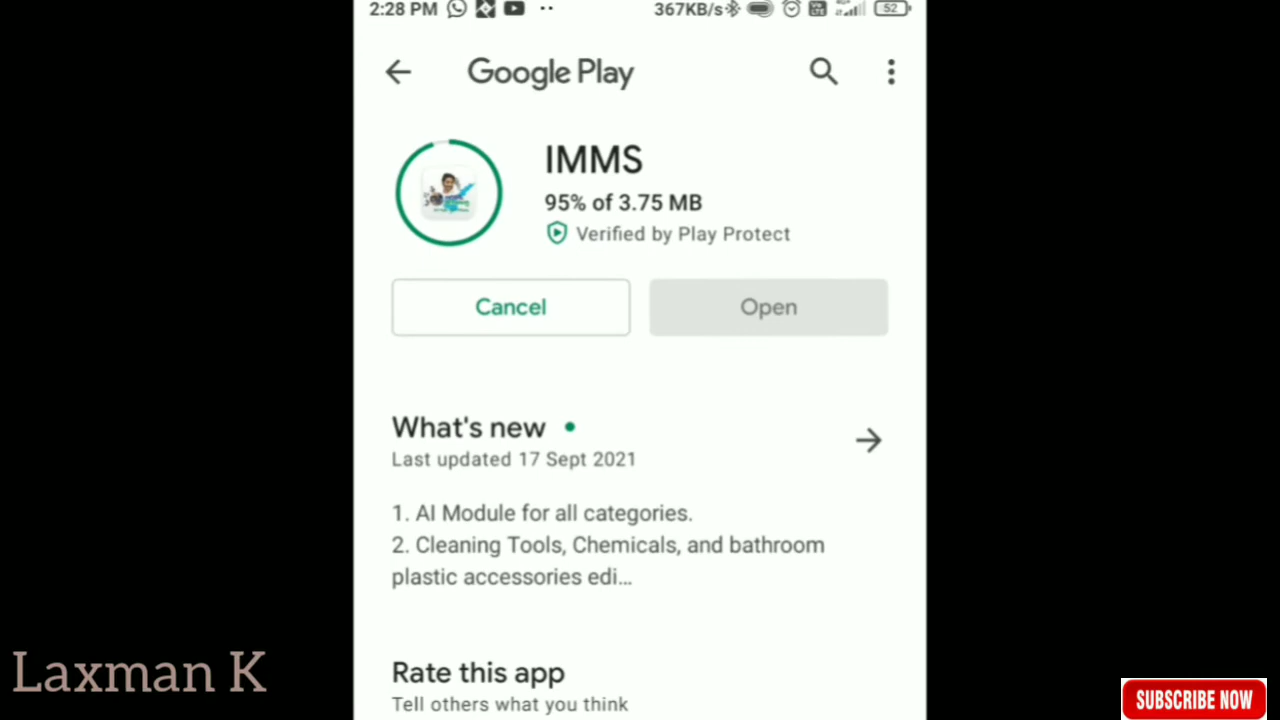 2:28 PM
367KB/s
52
Google Play
IMMS
95% of 3.75 MB
Verified by Play Protect
Cancel
Open
What's new
Last updated 17 Sept 2021
1. AI Module for all categories.
2. Cleaning Tools, Chemicals, and bathroom
plastic accessories edi...
Rate this app
Tell others what you think
Laxman K
SUBSCRIBE NOW